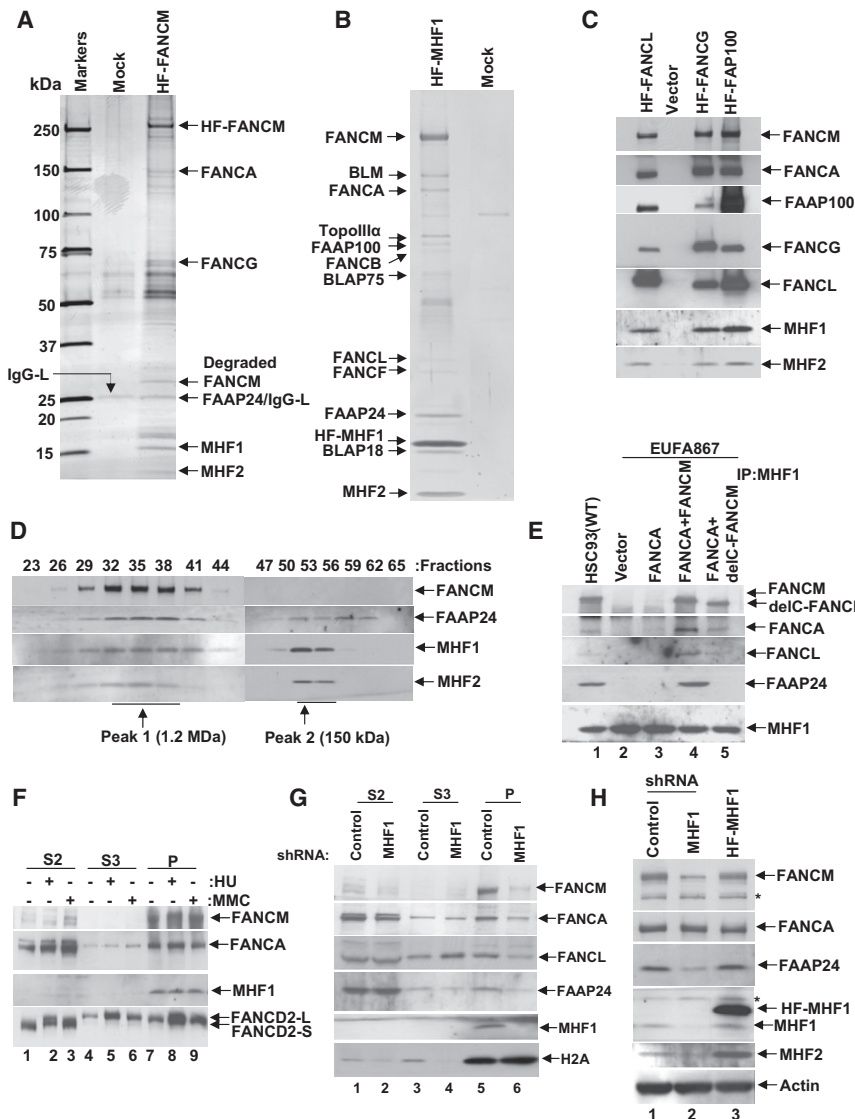 A
kDa
Markers
Mock
HF-FANCM
250
150
100
75
50
37
25
20
15
IgG-L
HF-FANCM
FANCA
FANCG
Degraded
FANCM
FAAP24/IgG-L
MHF1
MHF2
B
HF-MHF1
Mock
FANCM
BLM
FANCA
TopoIIIα
FAAP100
FANCB
BLAP75
FANCL
FANCF
FAAP24
HF-MHF1
BLAP18
MHF2
C
HF-FANCL
Vector
HF-FANCG
HF-FAP100
FANCM
FANCA
FAAP100
FANCG
FANCL
MHF1
MHF2
D
23 26 29 32 35 38 41 44 47 50 53 56 59 62 65 :Fractions
FANCM
FAAP24
MHF1
MHF2
Peak 1 (1.2 MDa)
Peak 2 (150 kDa)
E
EUFA867
IP:MHF1
HSC93(WT)
Vector
FANCA
FANCA+FANCM
FANCA+
delC-FANCM
FANCM
delC-FANC
FANCA
FANCL
FAAP24
MHF1
1 2 3 4 5
F
S2 S3 P
- + - - + - - + - :HU
- - + - - + - - + :MMC
FANCM
FANCA
MHF1
FANCD2-L
FANCD2-S
1 2 3 4 5 6 7 8 9
G
S2 S3 P
shRNA:
Control
MHF1
Control
MHF1
Control
MHF1
FANCM
FANCA
FANCL
FAAP24
MHF1
H2A
1 2 3 4 5 6
H
shRNA
Control
MHF1
HF-MHF1
FANCM
*
FANCA
FAAP24
*
HF-MHF1
MHF1
MHF2
Actin
1 2 3